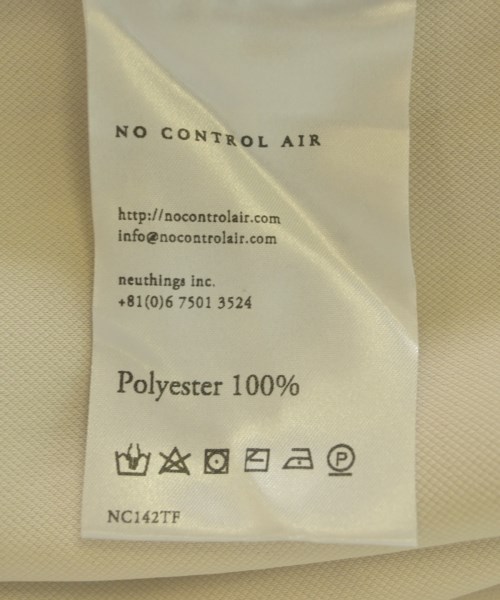 NO CONTROL AIR
http://nocontrolair.com
info@nocontrolair.com
neuthings inc.
+81(0)6 7501 3524
Polyester 100%
P
NC142TF